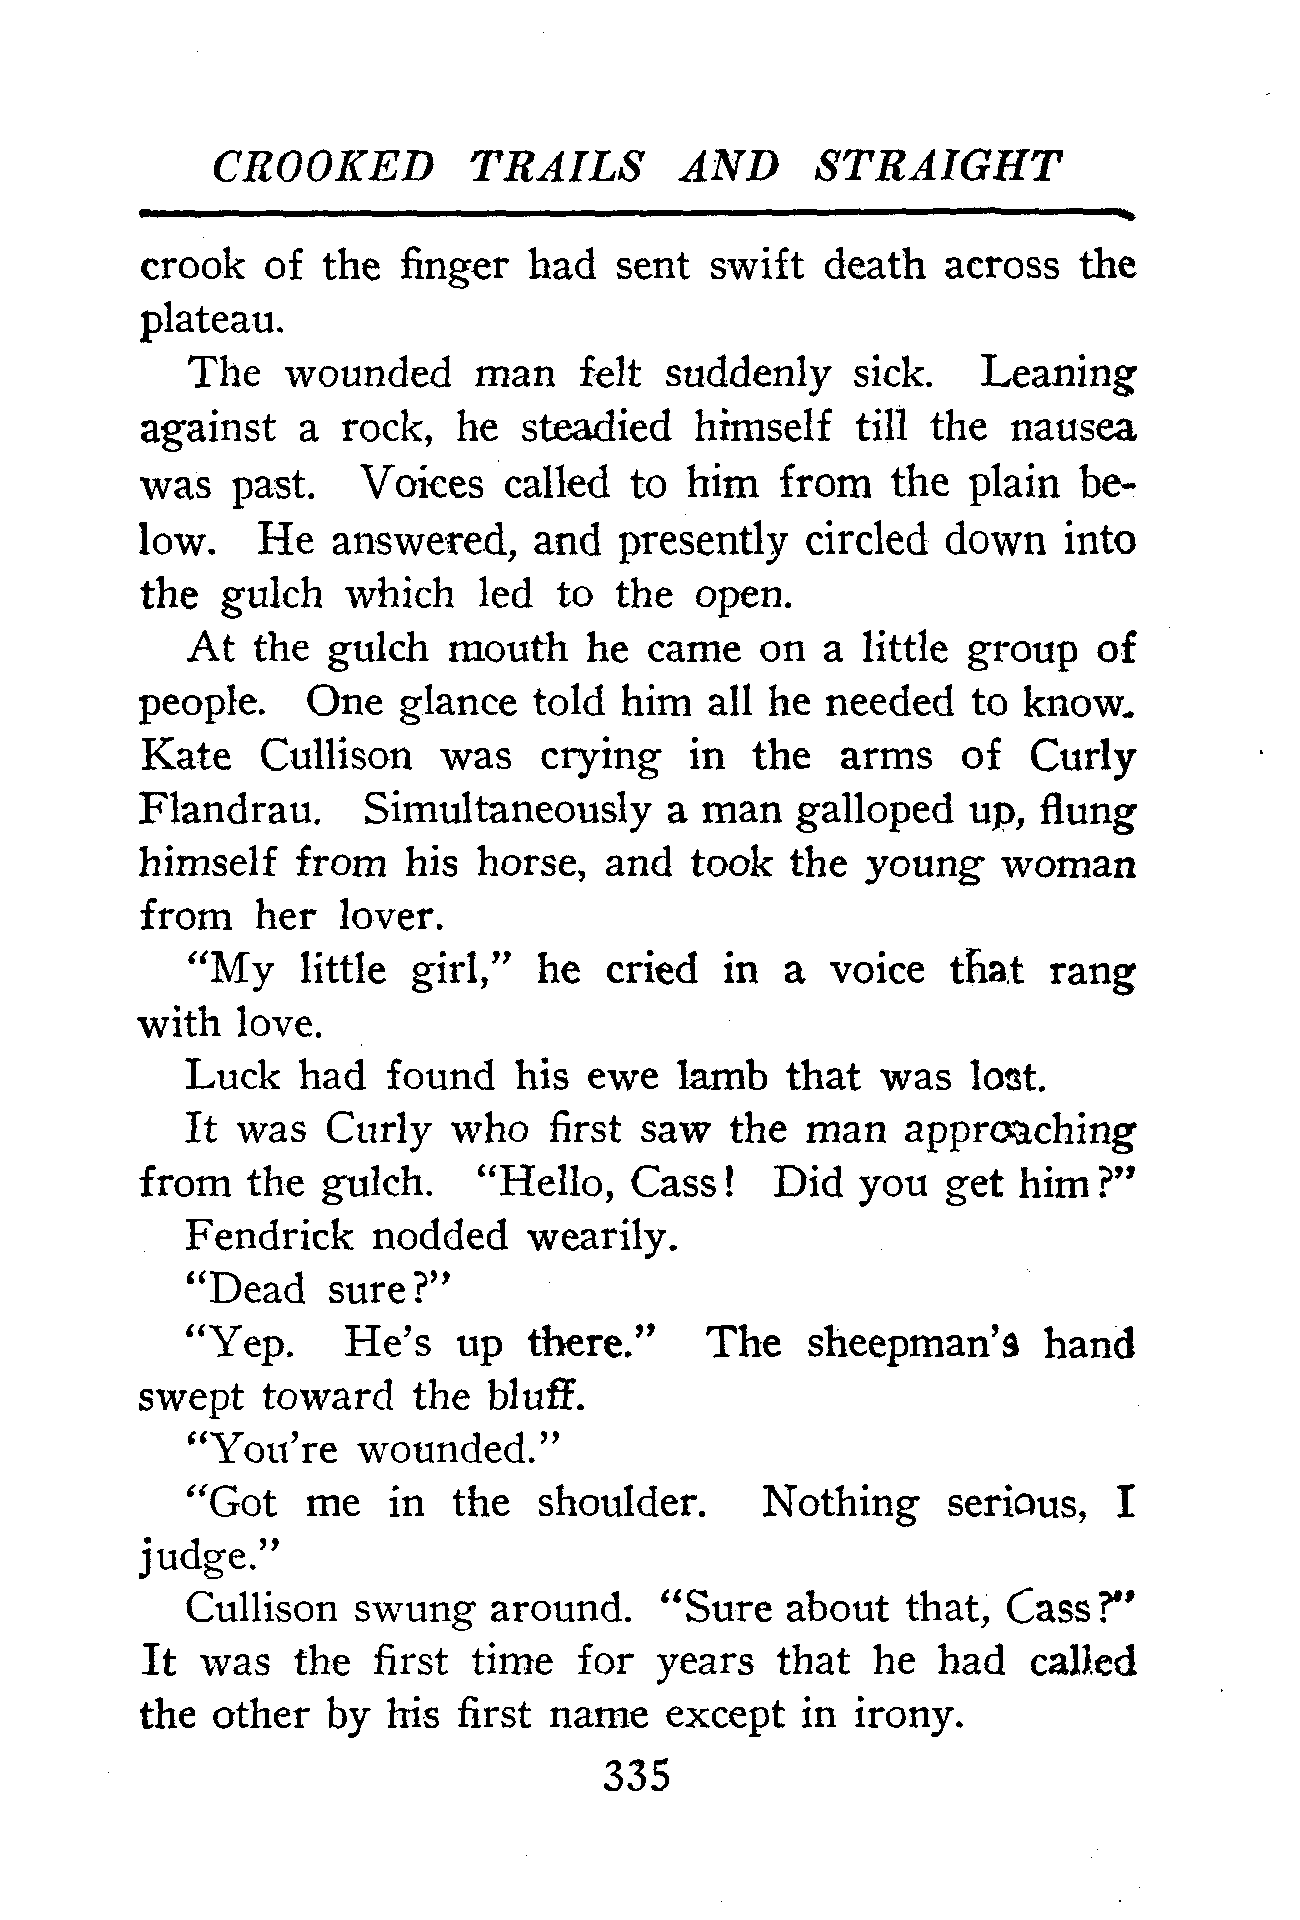 CROOKED TRAILS AND STRAIGHT
crook of the finger had sent swift death across the
plateau.
The wounded man felt suddenly sick. Leaning
against a rock, he steadied himself till the nausea
was past. Voices called to him from the plain be-
low. He answered, and presently circled down into
the gulch which led to the open.
At the gulch mouth he came on a little group of
people. One glance told him all he needed to know.
Kate Cullison was crying in the arms of Curly
Flandrau. Simultaneously a man galloped up, flung
himself from his horse, and took the young woman
from her lover.
“My little girl,” he cried in a voice that rang
with love.
Luck had found his ewe lamb that was lost.
It was Curly who first saw the man approaching
from the gulch. “Hello, Cass! Did you get him?”
Fendrick nodded wearily.
“Dead sure?”
“Yep. He’s up there.” The sheepman’s hand
swept toward the bluff.
“You’re wounded.”
“Got me in the shoulder. Nothing serious, I
judge.”
Cullison swung around. “Sure about that, Cass?”
It was the first time for years that he had called
the other by his first name except in irony.
335